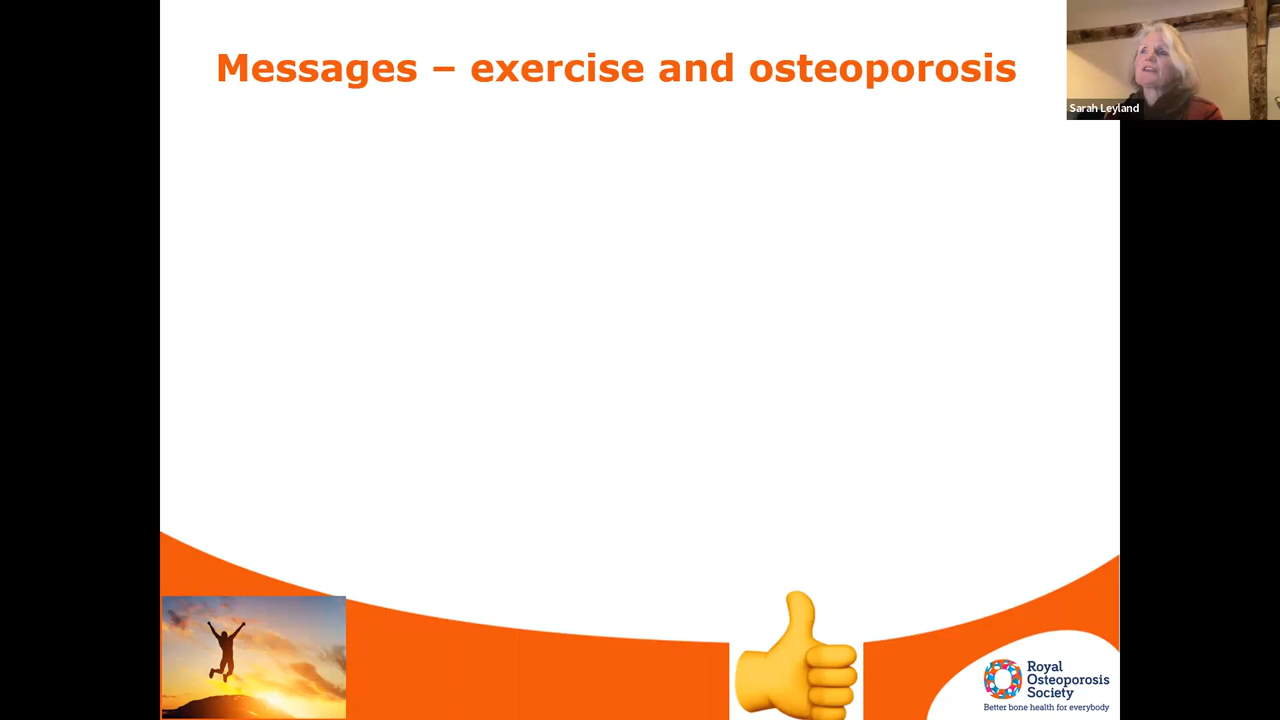 Messages – exercise and osteoporosis
Sarah Leyland
Royal
Osteoporosis
Society
Better bone health for everybody